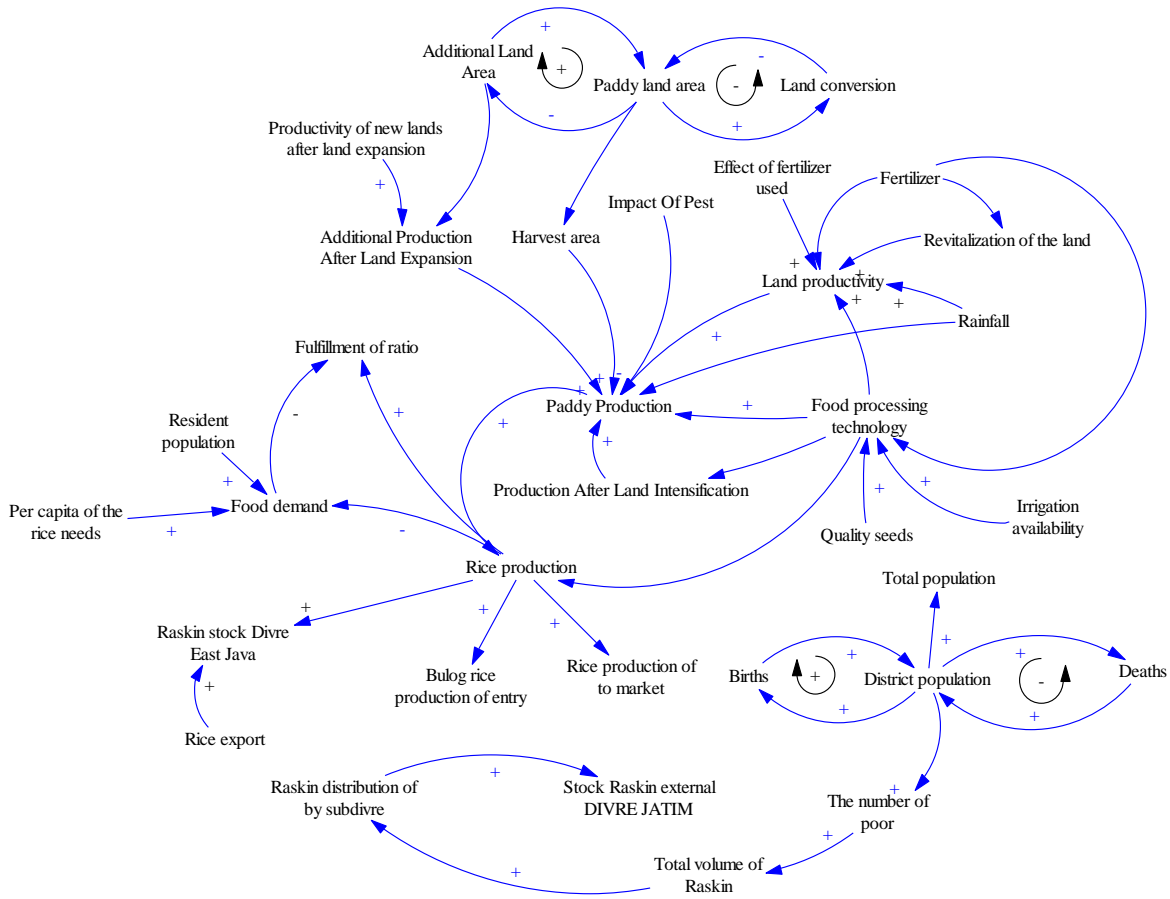 +
Additional Land
Area
+
Paddy land area
-
-
Land conversion
-
+
Productivity of new lands
after land expansion
+
Effect of fertilizer
used
Fertilizer
Impact Of Pest
Additional Production
After Land Expansion
Harvest area
Revitalization of the land
+
+
Land productivity
+
+
Rainfall
+
Fulfillment of ratio
+
+
-
Paddy Production
+
Food processing
technology
+
-
Resident
population
+
+
+
Production After Land Intensification
+
+
Per capita of the
rice needs
+
Food demand
-
Quality seeds
Irrigation
availability
Rice production
Total population
+
+
+
+
Raskin stock Divre
East Java
+
Bulog rice
production of entry
Rice production of
to market
Births
+
+
+
District population
+
-
Deaths
+
+
Rice export
Raskin distribution of
by subdivre
+
Stock Raskin external
DIVRE JATIM
+
The number of
poor
+
Total volume of
Raskin
+